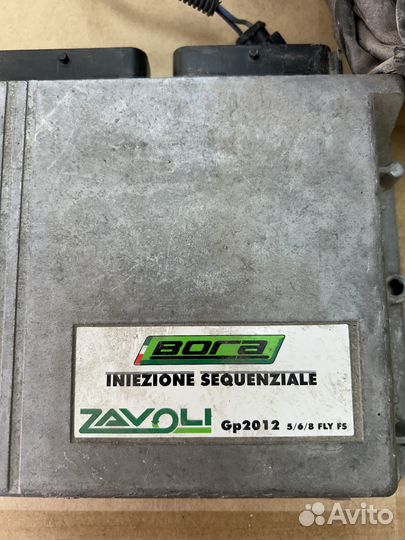 BORA
INIEZIONE SEQUENZIALE
ZAVOLI Gp2012 5/6/8 FLY FS
Avito